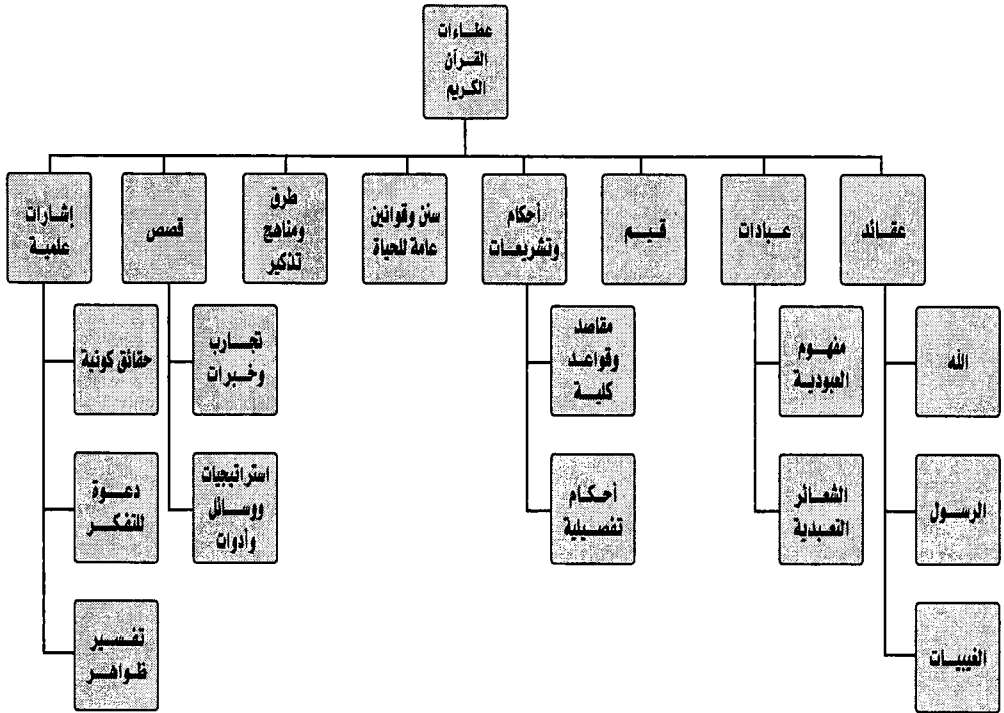 عطاءات
القرآن
الكريم
عقائد
عبادات
قيم
أحكام
وتشريعات
سنن وقوانين
عامة للحياة
طرق
ومناهج
تذكير
قصص
إشارات
علمية
الله
الرسول
الغيبيات
مفهوم
العبودية
الشعائر
التعبدية
مقاصد
وقواعد
كلية
أحكام
تفصيلية
تجارب
وخبرات
استراتيجيات
ووسائل
وأدوات
حقائق كونية
دعوة
للتفكر
تفسير
ظواهر